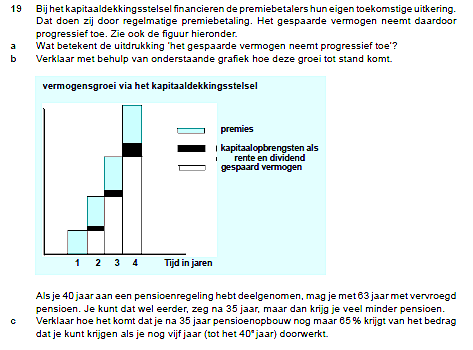 19 Bij het kapitaaldekkingsstelsel financieren de premiebetalers hun eigen toekomstige uitkering.
Dat doen zij door regelmatige premiebetaling. Het gespaarde vermogen neemt daardoor
progressief toe. Zie ook de figuur hieronder.
a Wat betekent de uitdrukking 'het gespaarde vermogen neemt progressief toe'?
b Verklaar met behulp van onderstaande grafiek hoe deze groei tot stand komt.
vermogensgroei via het kapitaaldekkingsstelsel
premies
kapitaalopbrengsten als
rente en dividend
gespaard vermogen
1 2 3 4 Tijd in jaren
Als je 40 jaar aan een pensioenregeling hebt deelgenomen, mag je met 63 jaar met vervroegd
pensioen. Je kunt dat wel eerder, zeg na 35 jaar, maar dan krijg je veel minder pensioen.
c Verklaar hoe het komt dat je na 35 jaar pensioenopbouw nog maar 65% krijgt van het bedrag
dat je kunt krijgen als je nog vijf jaar (tot het 40e jaar) doorwerkt.